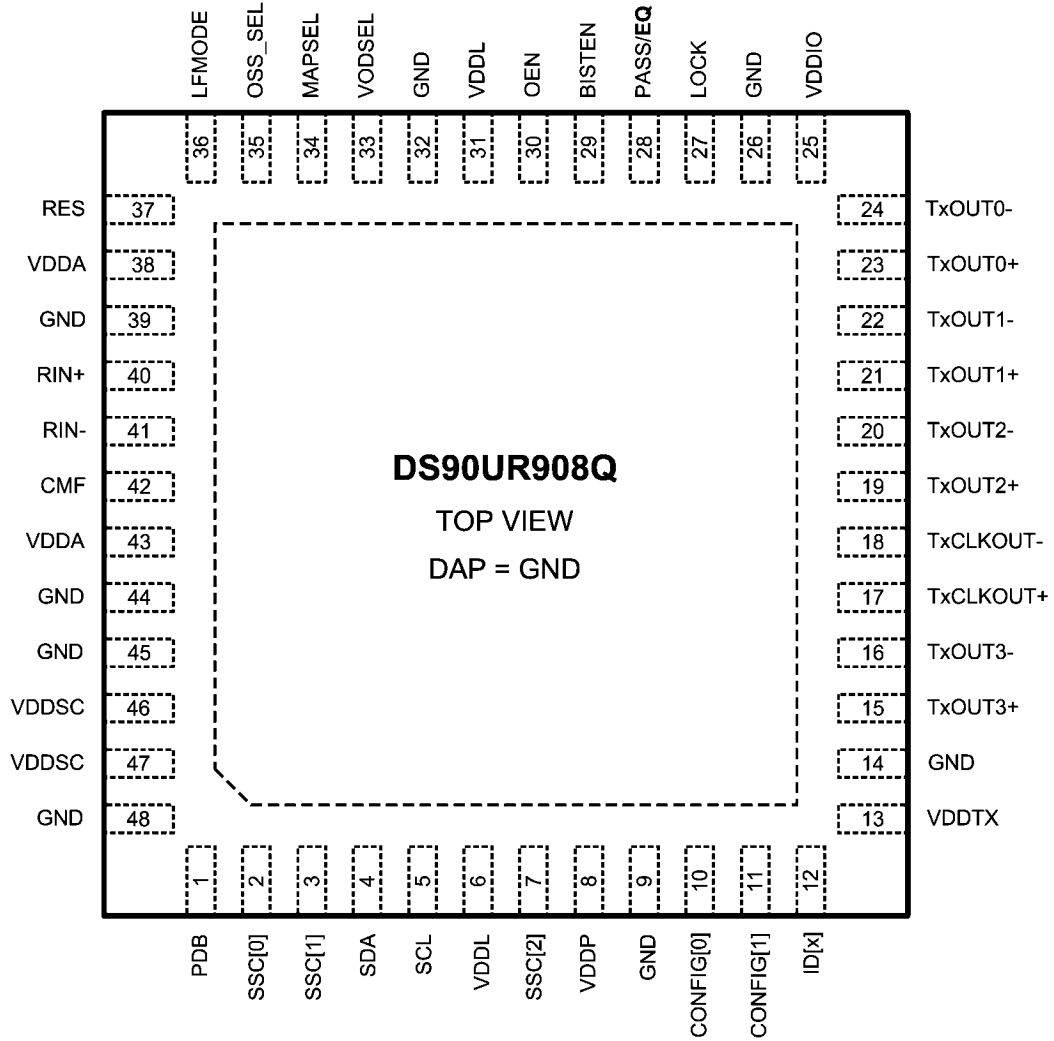 LFMODE
OSS_SEL
MAPSEL
VODSEL
GND
VDDL
OEN
BISTEN
PASS/EQ
LOCK
GND
VDDIO
36
35
34
33
32
31
30
29
28
27
26
25
RES 37
VDDA 38
GND 39
RIN+ 40
RIN- 41
CMF 42
VDDA 43
GND 44
GND 45
VDDSC 46
VDDSC 47
GND 48
DS90UR908Q
TOP VIEW
DAP = GND
24 TxOUT0-
23 TxOUT0+
22 TxOUT1-
21 TxOUT1+
20 TxOUT2-
19 TxOUT2+
18 TxCLKOUT-
17 TxCLKOUT+
16 TxOUT3-
15 TxOUT3+
14 GND
13 VDDTX
1
2
3
4
5
6
7
8
9
10
11
12
PDB
SSC[0]
SSC[1]
SDA
SCL
VDDL
SSC[2]
VDDP
GND
CONFIG[0]
CONFIG[1]
ID[x]